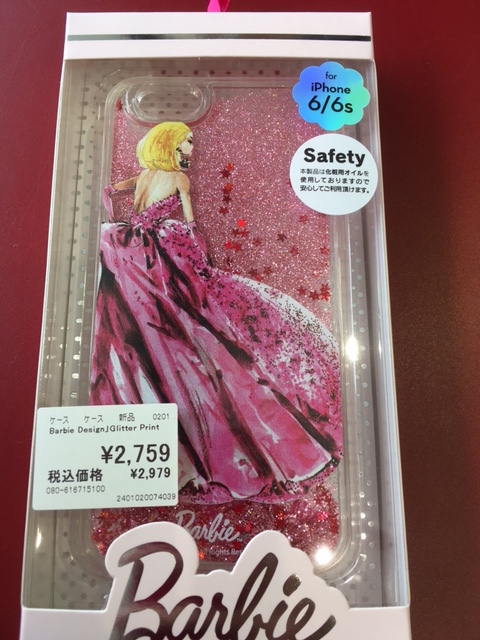 for
iPhone
6/6s
Safety
本製品は化粧用オイルを
使用しておりますので
安心してご利用頂けます。
ケース ケース 新品 0201
Barbie Design」Glitter Print
¥2,759
税込価格 ¥2,979
080-616715100
2401020074039
Barbie
Rights Res
Barbie